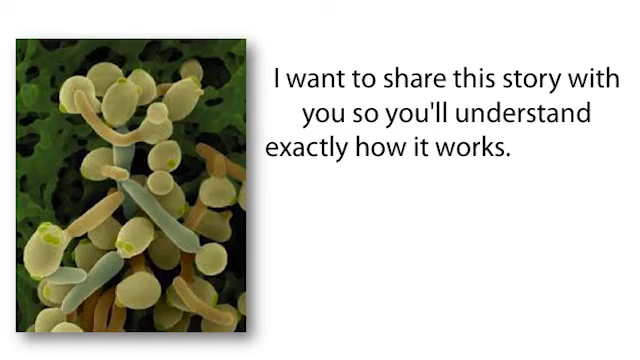 I want to share this story with
you so you'll understand
exactly how it works.